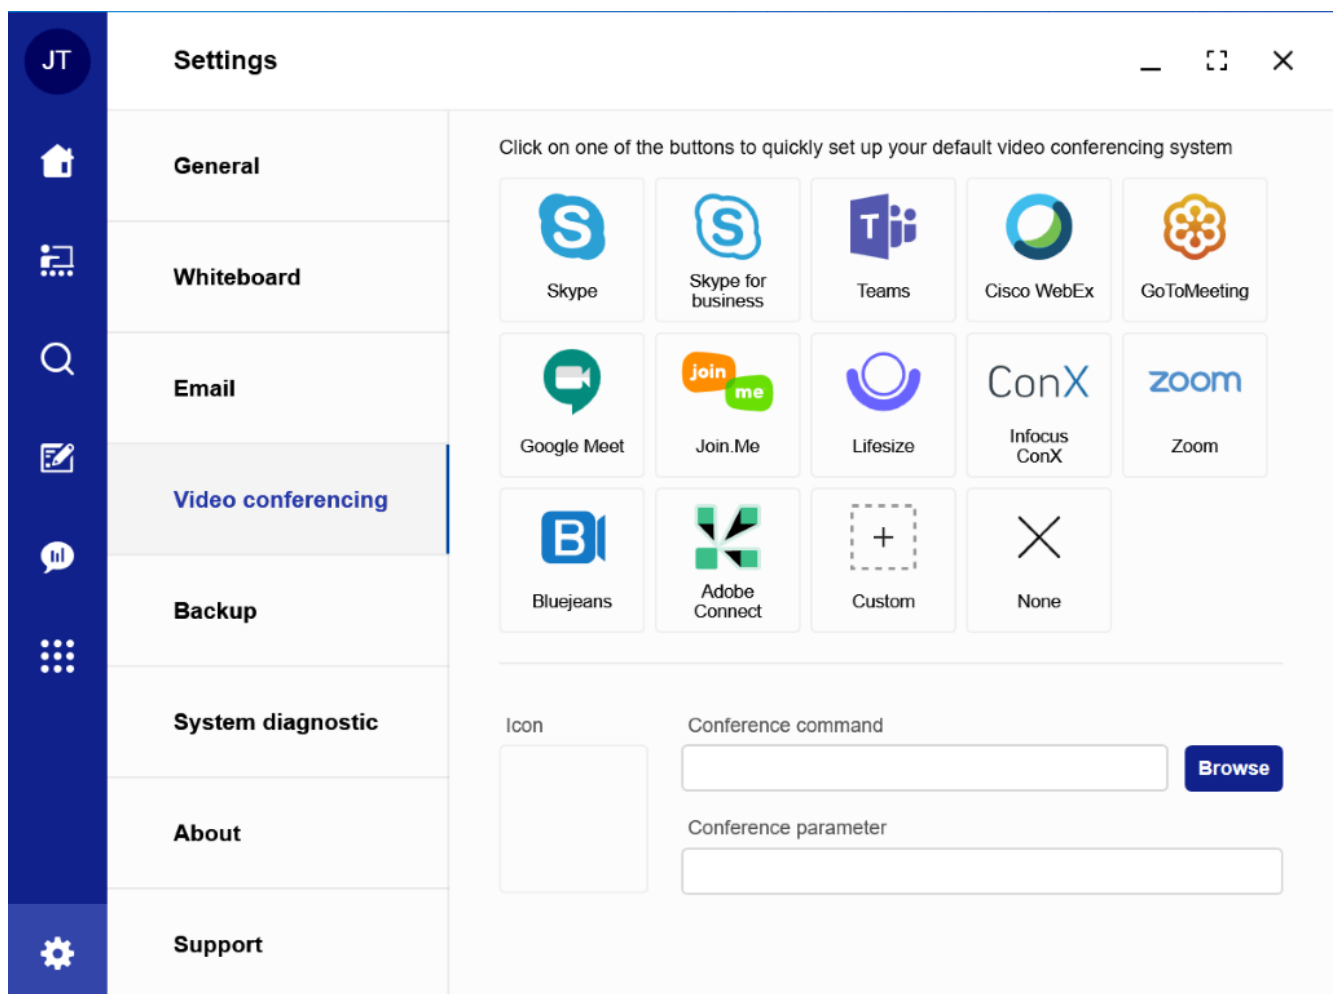 JT
Settings
General
Whiteboard
Email
Video conferencing
Backup
System diagnostic
About
Support
Click on one of the buttons to quickly set up your default video conferencing system
S
Skype
S
Skype for
business
T
Teams
Cisco WebEx
GoToMeeting
Google Meet
join
me
Join.Me
Lifesize
ConX
Infocus
ConX
zoom
Zoom
B
Bluejeans
Adobe
Connect
+
Custom
None
Icon
Conference command
Browse
Conference parameter